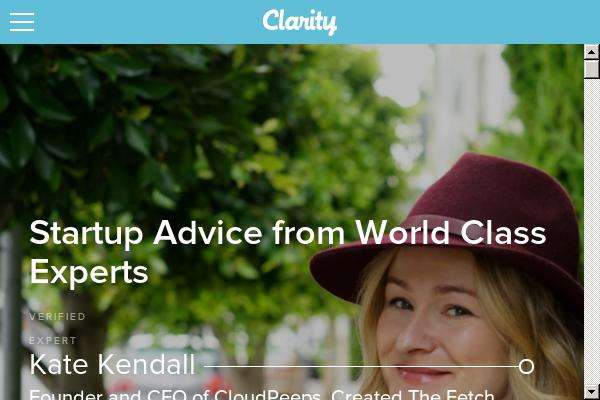 Clarity
Startup Advice from World Class
Experts
VERIFIED
EXPERT
Kate Kendall
Founder and CEO of CloudPeeps. Created The Fetch